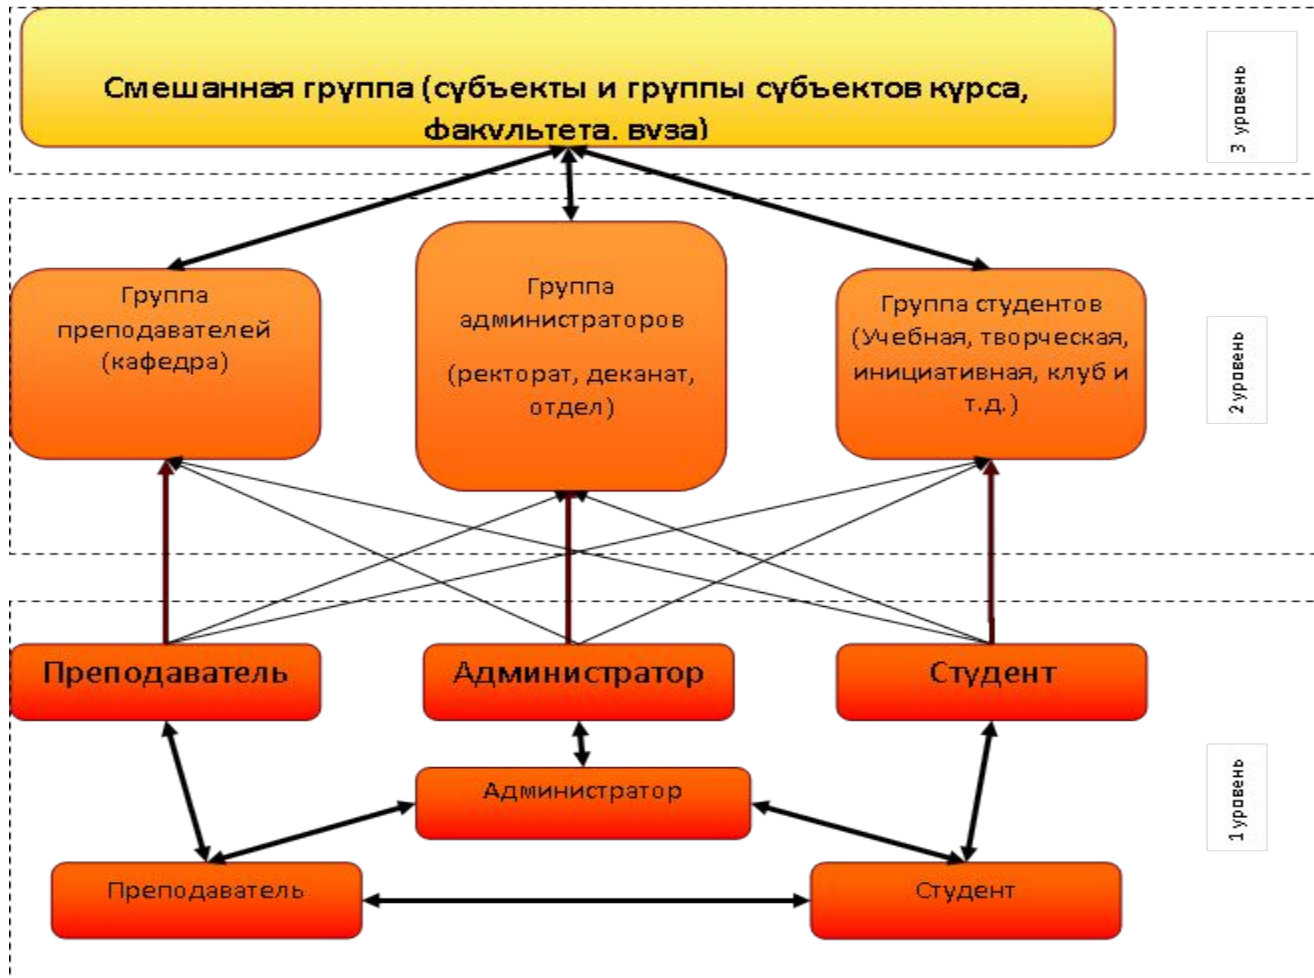 Смешанная группа (субъекты и группы субъектов курса,
факультета. вуза)
3 уровень
Группа
преподавателей
(кафедра)
Группа
администраторов
(ректорат, деканат,
отдел)
Группа студентов
(Учебная, творческая,
инициативная, клуб и
т.д.)
2 уровень
Преподаватель
Администратор
Студент
Администратор
1 уровень
Преподаватель
Студент